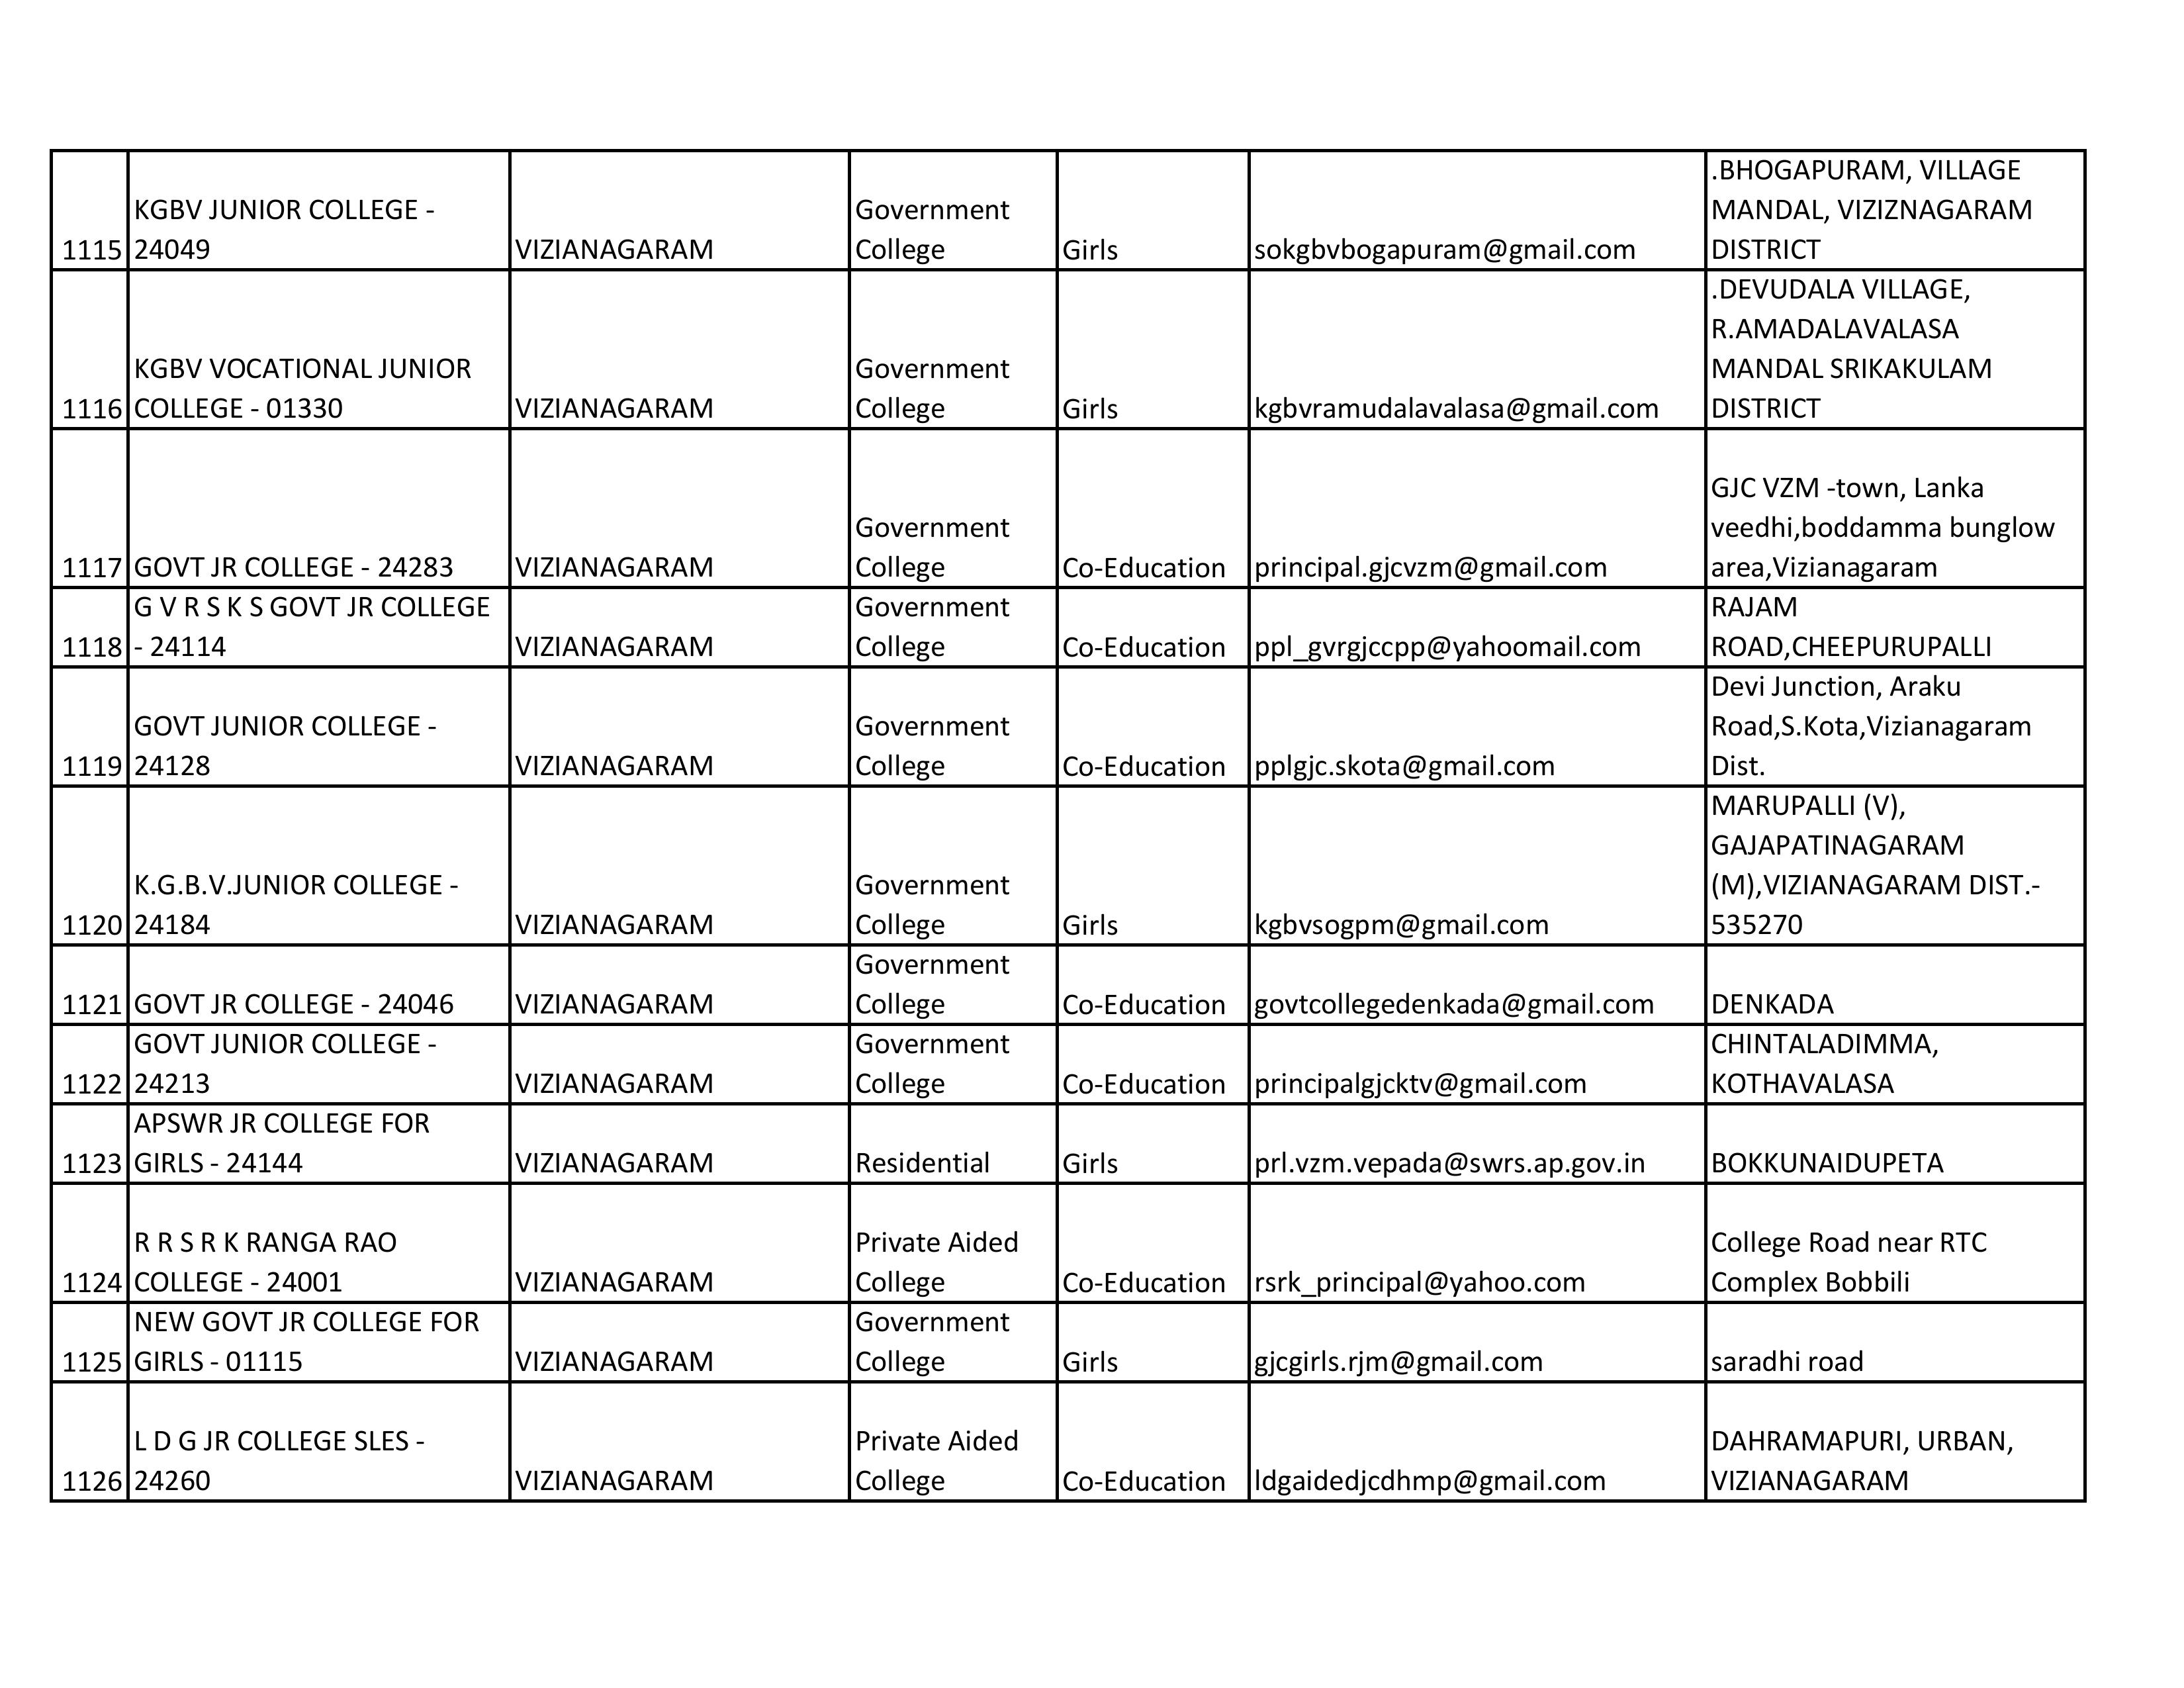 .BHOGAPURAM, VILLAGE
KGBV JUNIOR COLLEGE - Government MANDAL, VIZIZNAGARAM
1115 24049 VIZIANAGARAM College Girls sokgbvbogapuram@gmail.com DISTRICT
.DEVUDALA VILLAGE,
R.AMADALAVALASA
KGBV VOCATIONAL JUNIOR Government MANDAL SRIKAKULAM
1116 COLLEGE - 01330 VIZIANAGARAM College Girls kgbvramudalavalasa@gmail.com DISTRICT
GJC VZM -town, Lanka
Government veedhi,boddamma bunglow
1117 GOVT JR COLLEGE - 24283 VIZIANAGARAM College Co-Education principal.gjcvzm@gmail.com area,Vizianagaram
G V R S K S GOVT JR COLLEGE Government RAJAM
1118 - 24114 VIZIANAGARAM College Co-Education ppl_gvrgjccpp@yahoomail.com ROAD,CHEEPURUPALLI
Devi Junction, Araku
GOVT JUNIOR COLLEGE - Government Road,S.Kota,Vizianagaram
1119 24128 VIZIANAGARAM College Co-Education pplgjc.skota@gmail.com Dist.
MARUPALLI (V),
GAJAPATINAGARAM
K.G.B.V.JUNIOR COLLEGE - Government (M),VIZIANAGARAM DIST.-
1120 24184 VIZIANAGARAM College Girls kgbvsogpm@gmail.com 535270
Government
1121 GOVT JR COLLEGE - 24046 VIZIANAGARAM College Co-Education govtcollegedenkada@gmail.com DENKADA
GOVT JUNIOR COLLEGE - Government CHINTALADIMMA,
1122 24213 VIZIANAGARAM College Co-Education principalgjcktv@gmail.com KOTHAVALASA
APSWR JR COLLEGE FOR
1123 GIRLS - 24144 VIZIANAGARAM Residential Girls prl.vzm.vepada@swrs.ap.gov.in BOKKUNAIDUPETA
R R S R K RANGA RAO Private Aided College Road near RTC
1124 COLLEGE - 24001 VIZIANAGARAM College Co-Education rsrk_principal@yahoo.com Complex Bobbili
NEW GOVT JR COLLEGE FOR Government
1125 GIRLS - 01115 VIZIANAGARAM College Girls gjcgirls.rjm@gmail.com saradhi road
L D G JR COLLEGE SLES - Private Aided DAHRAMAPURI, URBAN,
1126 24260 VIZIANAGARAM College Co-Education ldgaidedjcdhmp@gmail.com VIZIANAGARAM